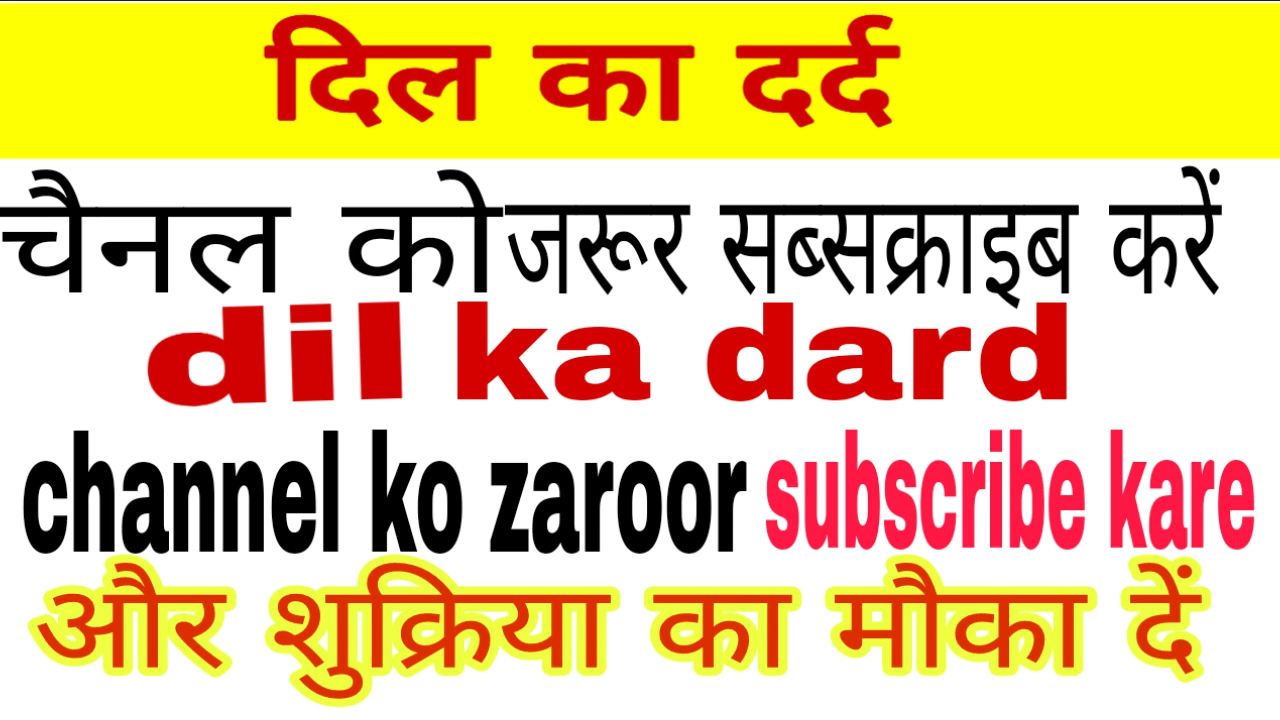 दिल का दर्द
चैनल को जरूर सब्सक्राइब करें
dil ka dard
channel ko zaroor subscribe kare
और शुक्रिया का मौका दें